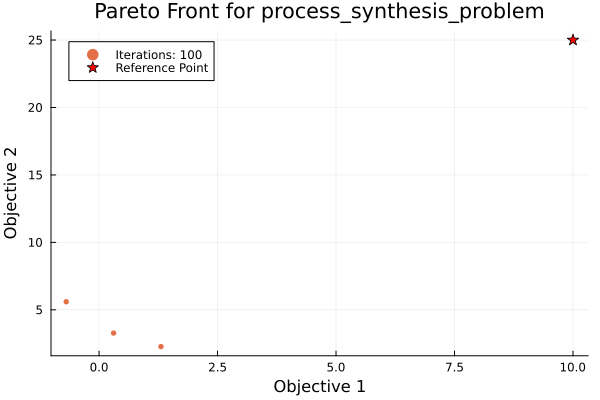 Pareto Front for process_synthesis_problem
Iterations: 100
Reference Point
25
20
15
10
5
Objective 2
0.0 2.5 5.0 7.5 10.0
Objective 1